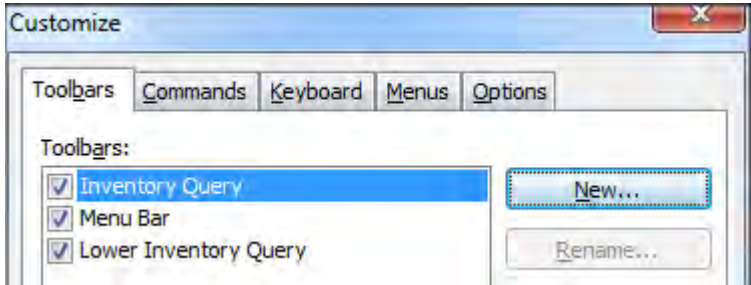 Customize
Toolbars Commands Keyboard Menus Options
Toolbars:
Inventory Query New...
Menu Bar
Lower Inventory Query Rename...